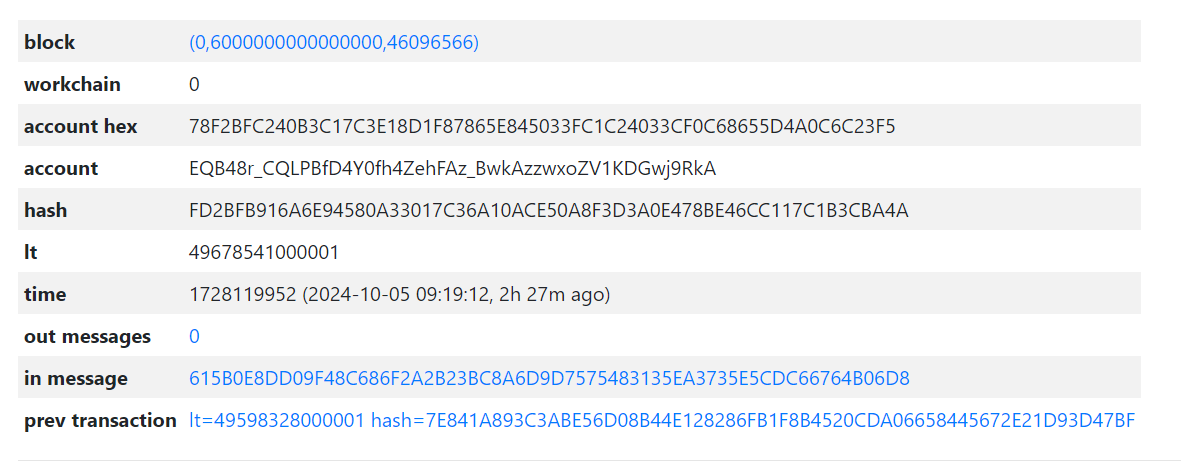 block (0,6000000000000000,46096566)
workchain 0
account hex 78F2BFC240B3C17C3E18D1F87865E845033FC1C24033CF0C68655D4A0C6C23F5
account EQB48r_CQLPBfD4Y0fh4ZehFAz_BwkAzzwxoZV1KDGwj9RkA
hash FD2BFB916A6E94580A33017C36A10ACE50A8F3D3A0E478BE46CC117C1B3CBA4A
lt 49678541000001
time 1728119952 (2024-10-05 09:19:12, 2h 27m ago)
out messages 0
in message 615B0E8DD09F48C686F2A2B23BC8A6D9D7575483135EA3735E5CDC66764B06D8
prev transaction lt=49598328000001 hash=7E841A893C3ABE56D08B44E128286FB1F8B4520CDA06658445672E21D93D47BF